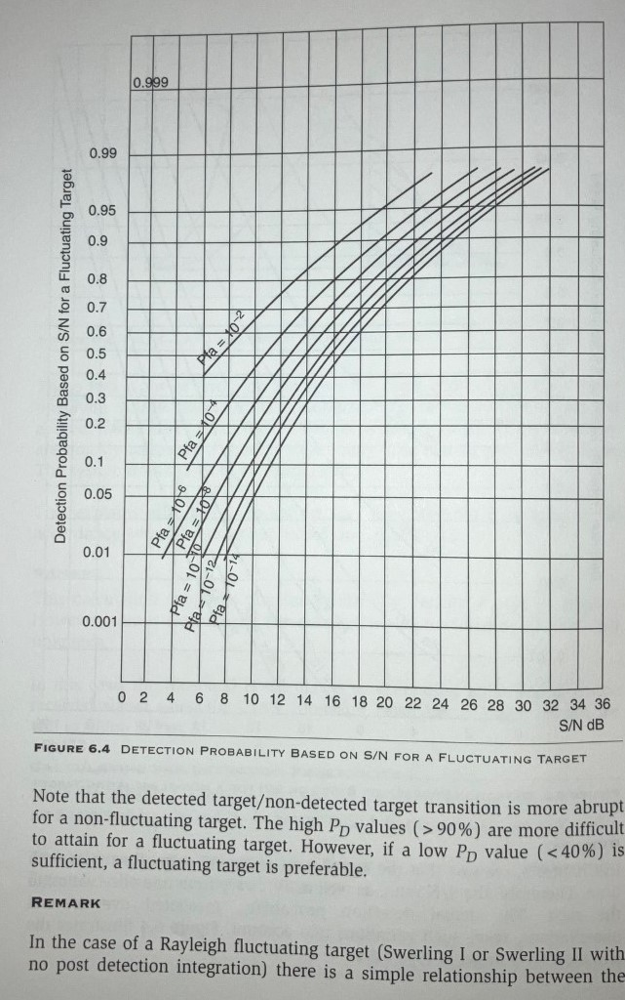 0.999
0.99
0.95
0.9
0.8
0.7
0.6
0.5
0.4
0.3
0.2
0.1
0.05
0.01
0.001
Detection Probability Based on S/N for a Fluctuating Target
Pfa = 10−2
Pfa = 10−4
Pfa = 10−6
Pfa = 10−8
Pfa = 10−10
Pfa = 10−12
Pfa = 10−14
0 2 4 6 8 10 12 14 16 18 20 22 24 26 28 30 32 34 36
S/N dB
FIGURE 6.4 DETECTION PROBABILITY BASED ON S/N FOR A FLUCTUATING TARGET
Note that the detected target/non-detected target transition is more abrupt
for a non-fluctuating target. The high PD values (>90%) are more difficult
to attain for a fluctuating target. However, if a low PD value (<40%) is
sufficient, a fluctuating target is preferable.
REMARK
In the case of a Rayleigh fluctuating target (Swerling I or Swerling II with
no post detection integration) there is a simple relationship between the